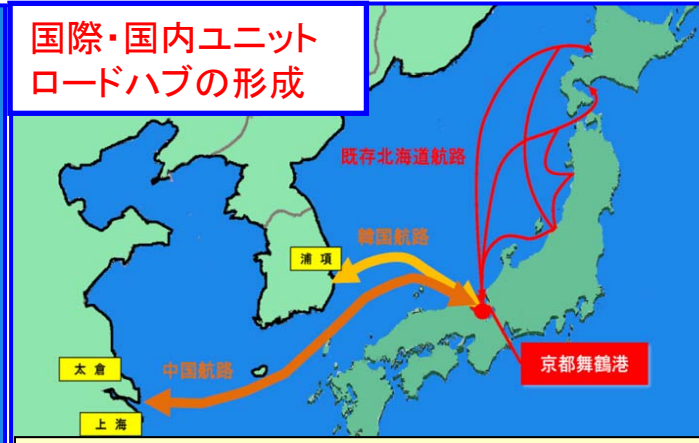 国際・国内ユニット
ロードハブの形成
既存北海道航路
韓国航路
浦項
京都舞鶴港
太倉
中国航路
上海